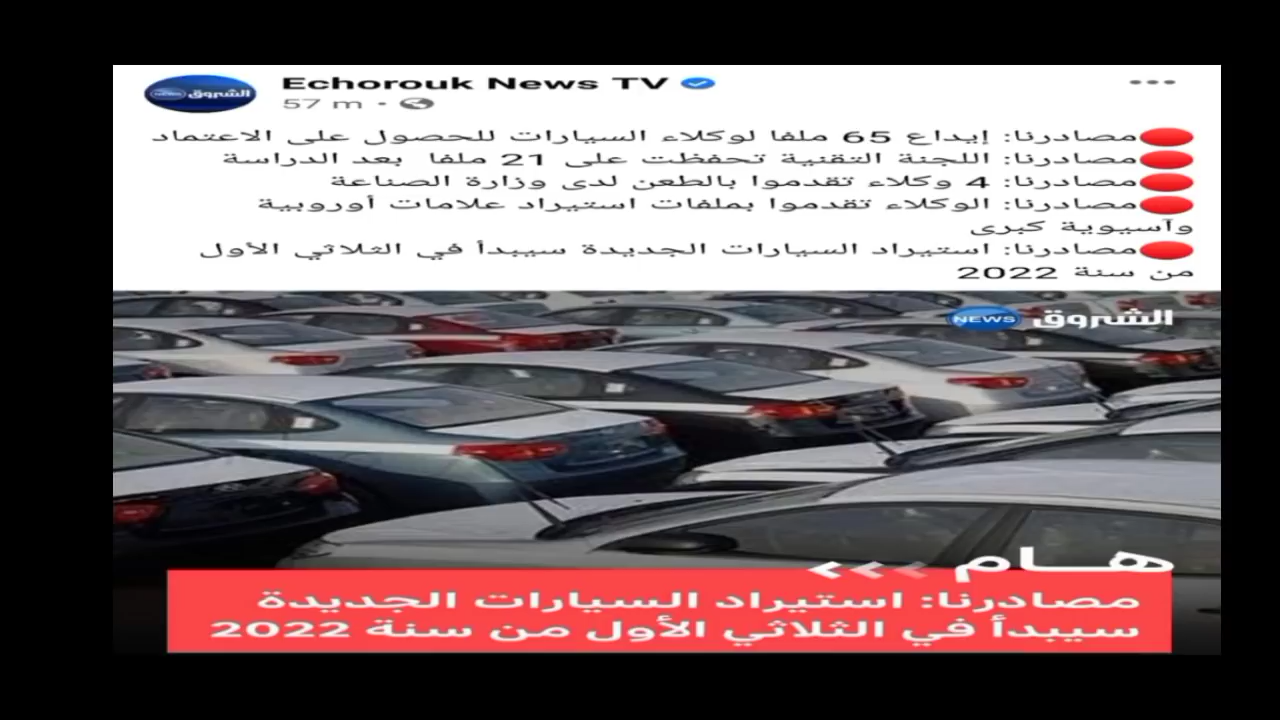 الشروق NEWS
Echorouk News TV
57 m
مصادرنا: إيداع 65 ملفا لوكلاء السيارات للحصول على الاعتماد
مصادرنا: اللجنة التقنية تحفظت على 21 ملفا بعد الدراسة
مصادرنا: 4 وكلاء تقدموا بالطعن لدى وزارة الصناعة
مصادرنا: الوكلاء تقدموا بملفات استيراد علامات أوروبية
وآسيوية كبرى
مصادرنا: استيراد السيارات الجديدة سيبدأ في الثلاثي الأول
من سنة 2022
الشروق NEWS
هـــام
مصادرنا: استيراد السيارات الجديدة
سيبدأ في الثلاثي الأول من سنة 2022